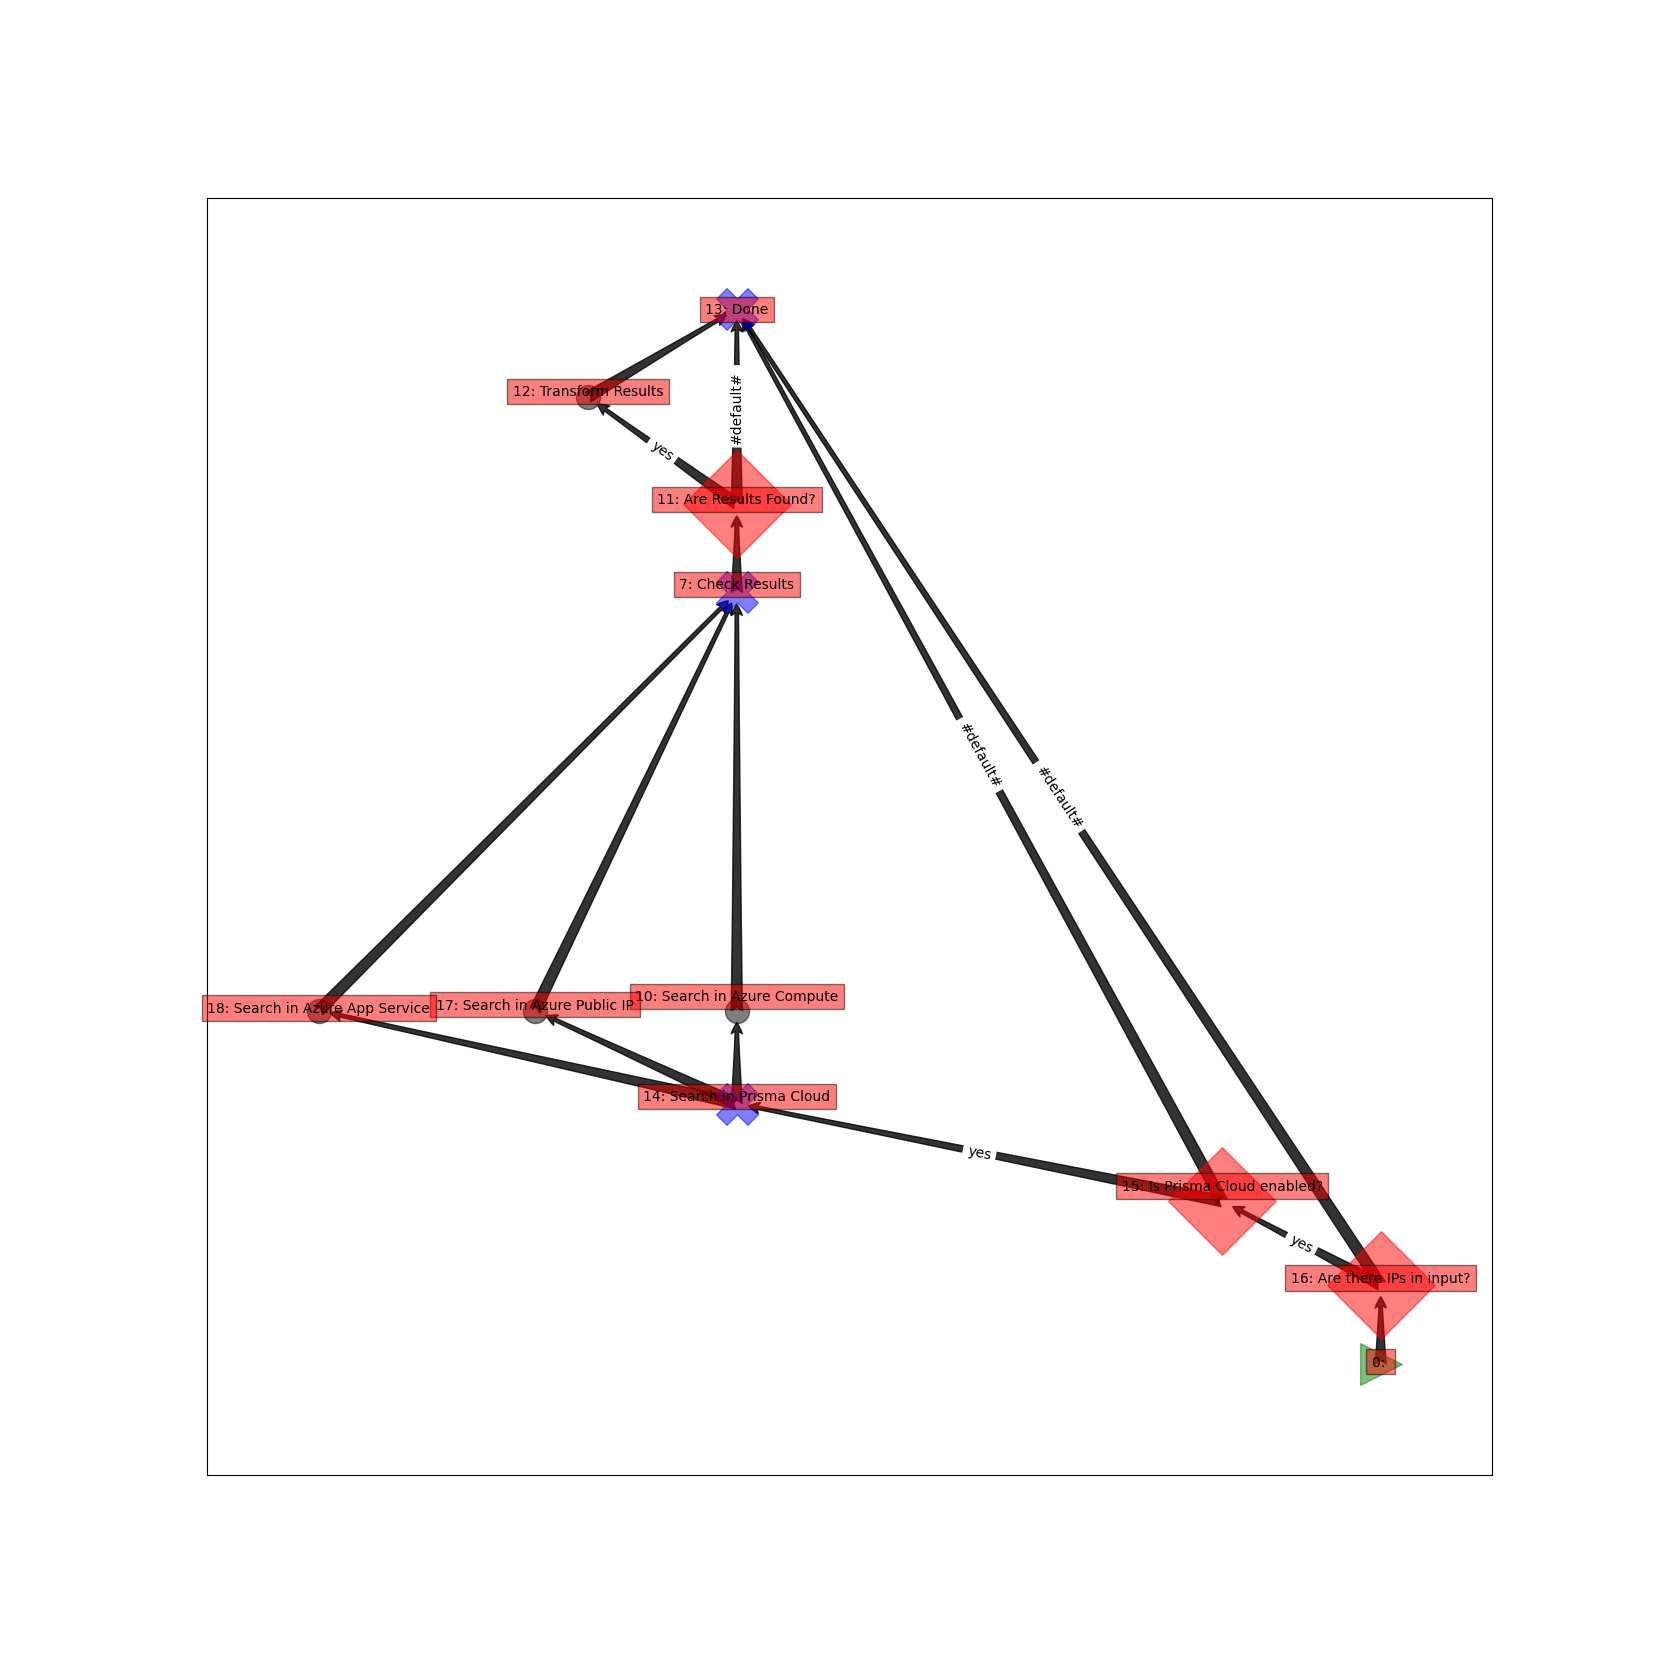 13: Done
12: Transform Results
#default#
yes
11: Are Results Found?
7: Check Results
#default#
#default#
18: Search in Azure App Service
17: Search in Azure Public IP
10: Search in Azure Compute
14: Search in Prisma Cloud
yes
15: Is Prisma Cloud enabled?
yes
16: Are there IPs in input?
0: